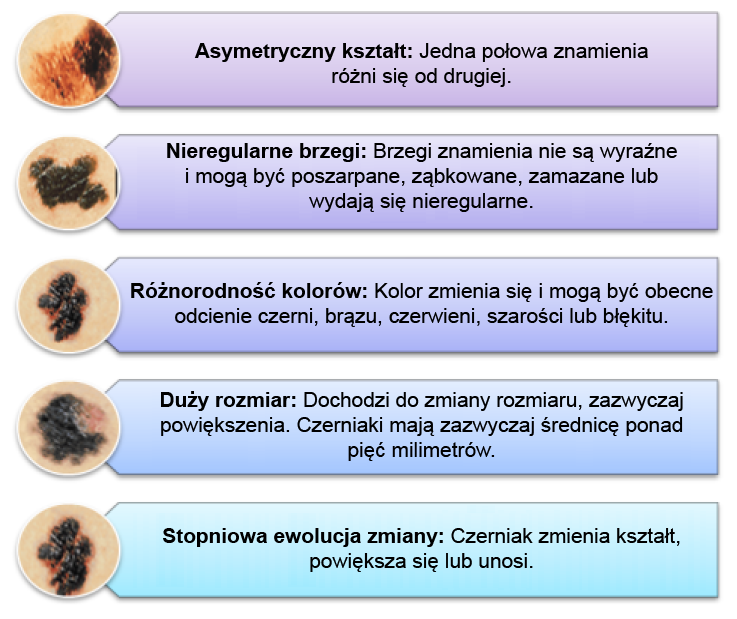 Asymetryczny kształt: Jedna połowa znamienia
różni się od drugiej.
Nieregularne brzegi: Brzegi znamienia nie są wyraźne
i mogą być poszarpane, ząbkowane, zamazane lub
wydają się nieregularne.
Różnorodność kolorów: Kolor zmienia się i mogą być obecne
odcienie czerni, brązu, czerwieni, szarości lub błękitu.
Duży rozmiar: Dochodzi do zmiany rozmiaru, zazwyczaj
powiększenia. Czerniaki mają zazwyczaj średnicę ponad
pięć milimetrów.
Stopniowa ewolucja zmiany: Czerniak zmienia kształt,
powiększa się lub unosi.